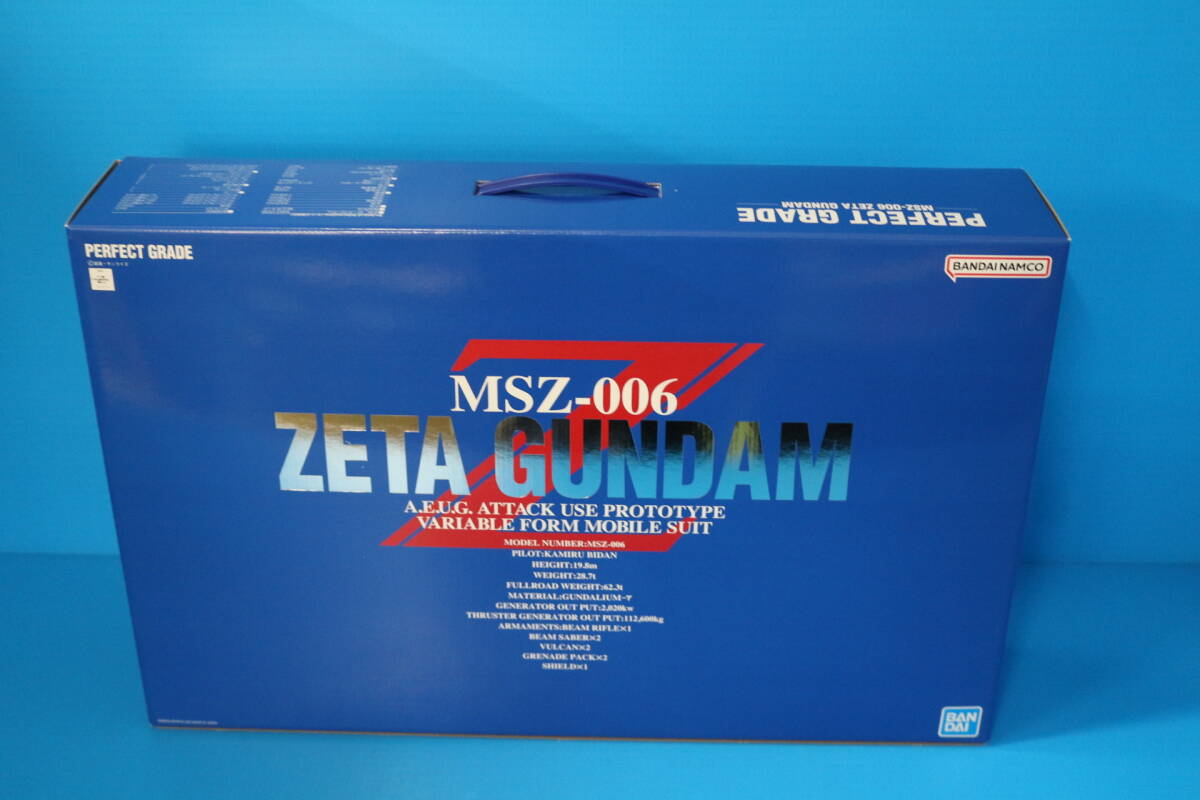 PERFECT GRADE
MSZ-006 ZETA GUNDAM
PERFECT GRADE
BANDAI NAMCO
MSZ-006
ZETA GUNDAM
A.E.U.G. ATTACK USE PROTOTYPE
VARIABLE FORM MOBILE SUIT
MODEL NUMBER:MSZ-006
PILOT:KAMIRU BIDAN
HEIGHT:19.8m
WEIGHT:28.7t
FULLROAD WEIGHT:62.3t
MATERIAL:GUNDALIUM-γ
GENERATOR OUT PUT:2,020kw
THRUSTER GENERATOR OUT PUT:112,600kg
ARMAMENTS:BEAM RIFLE×1
BEAM SABER×2
VULCAN×2
GRENADE PACK×2
SHIELD×1
BAN
DAI